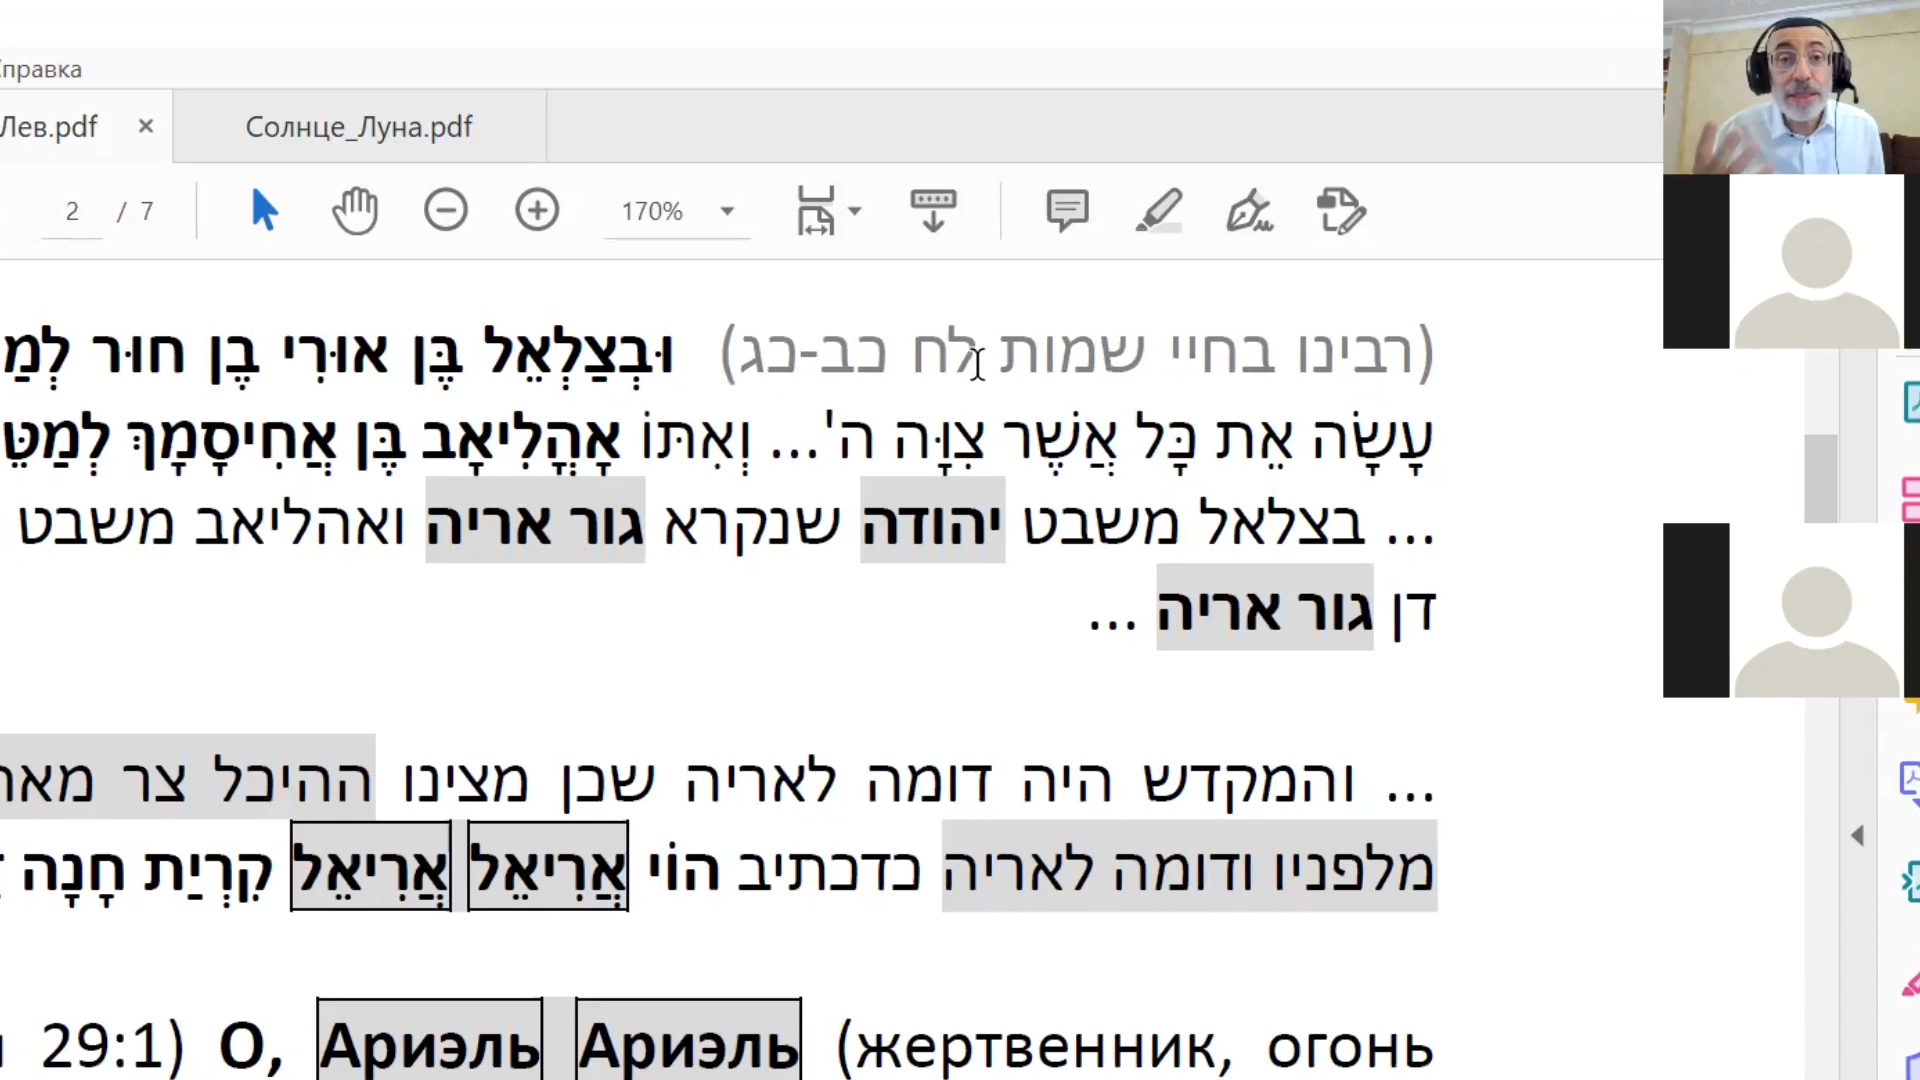 Справка
Лев.pdf ×
Солнце_Луна.pdf
2 / 7
170%
(רבינו בחיי שמות לח כב-כג) וּבְצַלְאֵל בֶּן אוּרִי בֶן חוּר
עָשָׂה אֵת כָּל אֲשֶׁר צִוָּה ה'... וְאִתּוֹ אָהֳלִיאָב בֶּן אֲחִיסָמָךְ
... בצלאל משבט יהודה שנקרא גור אריה ואהליאב משבט
דן גור אריה ...
... והמקדש היה דומה לאריה שכן מצינו ההיכל צר
מלפניו ודומה לאריה כדכתיב הוֹי אֲרִיאֵל אֲרִיאֵל קִרְיַת חָנָה
29:1) О, Ариэль Ариэль (жертвенник, огонь